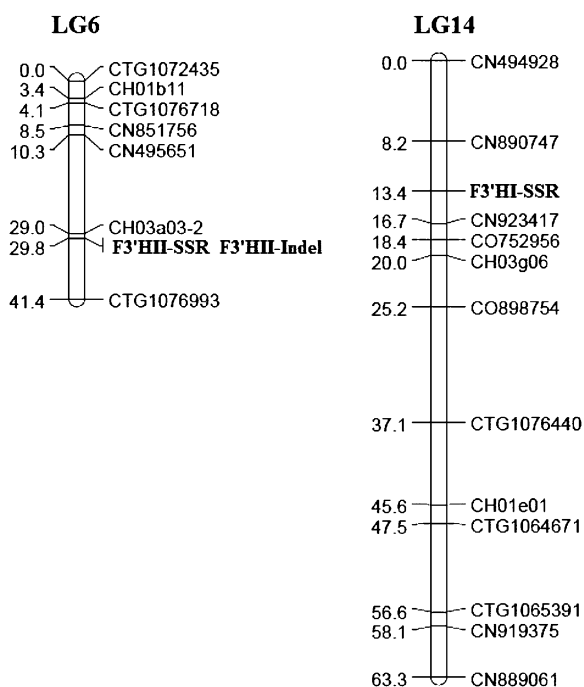 LG6
0.0 CTG1072435
3.4 CH01b11
4.1 CTG1076718
8.5 CN851756
10.3 CN495651
29.0 CH03a03-2
29.8 F3'HII-SSR F3'HII-Indel
41.4 CTG1076993
LG14
0.0 CN494928
8.2 CN890747
13.4 F3'HI-SSR
16.7 CN923417
18.4 CO752956
20.0 CH03g06
25.2 CO898754
37.1 CTG1076440
45.6 CH01e01
47.5 CTG1064671
56.6 CTG1065391
58.1 CN919375
63.3 CN889061